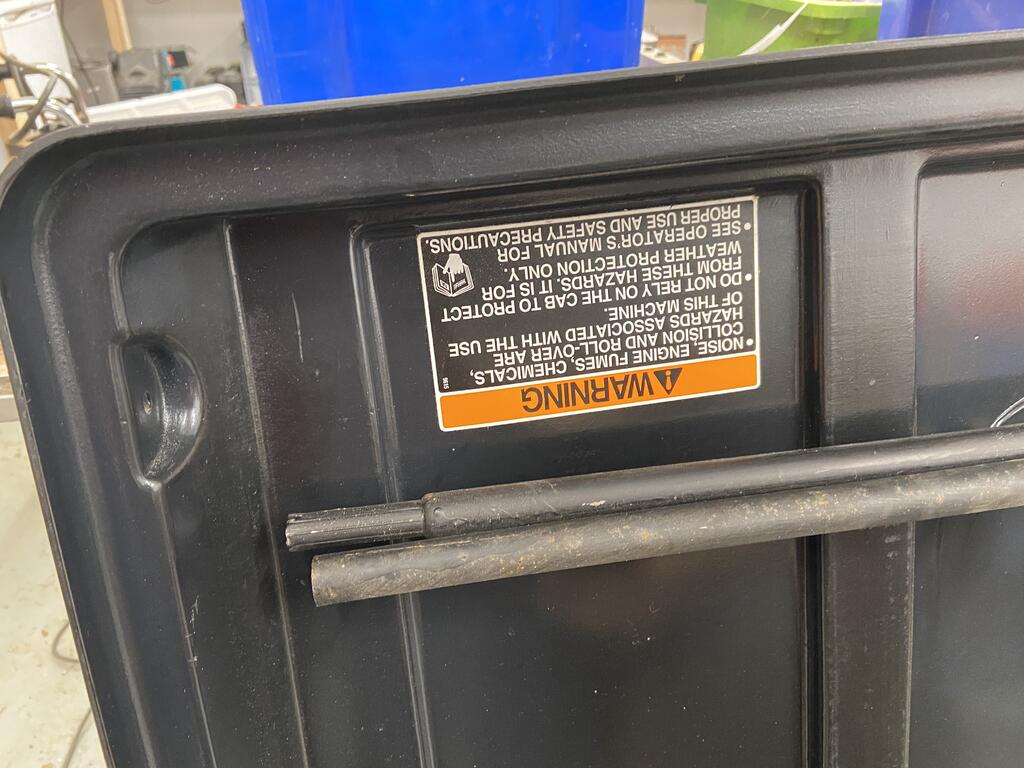 WARNING
• NOISE, ENGINE FUMES, CHEMICALS,
COLLISION AND ROLL-OVER ARE
HAZARDS ASSOCIATED WITH THE USE
OF THIS MACHINE.
• DO NOT RELY ON THE CAB TO PROTECT
FROM THESE HAZARDS. IT IS FOR
WEATHER PROTECTION ONLY.
• SEE OPERATOR'S MANUAL FOR
PROPER USE AND SAFETY PRECAUTIONS.